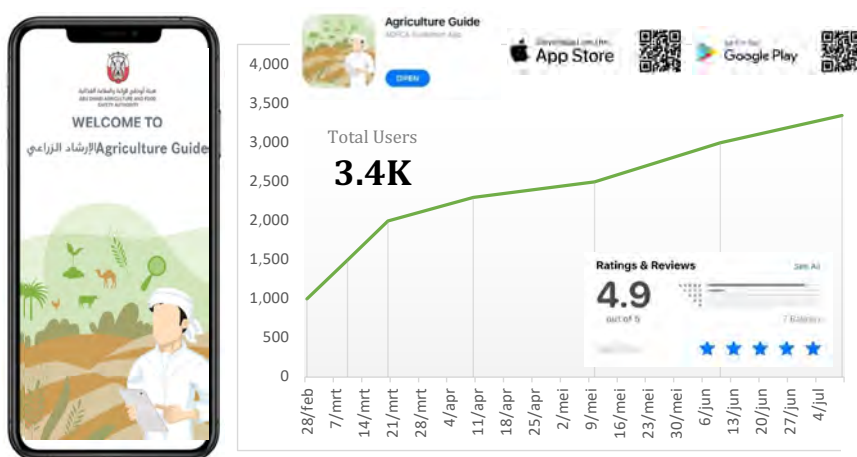 هيئة أبوظبي للزراعة والسلامة الغذائية
ABU DHABI AGRICULTURE AND FOOD
SAFETY AUTHORITY
WELCOME TO
الإرشاد الزراعي Agriculture Guide
Agriculture Guide
OPEN
App Store
Google Play
Total Users
3.4K
4,000
3,500
3,000
2,500
2,000
1,500
1,000
500
0
Ratings & Reviews
See All
4.9
out of 5
28/feb
7/mrt
14/mrt
21/mrt
28/mrt
4/apr
11/apr
18/apr
25/apr
2/mei
9/mei
16/mei
23/mei
30/mei
6/jun
13/jun
20/jun
27/jun
4/jul